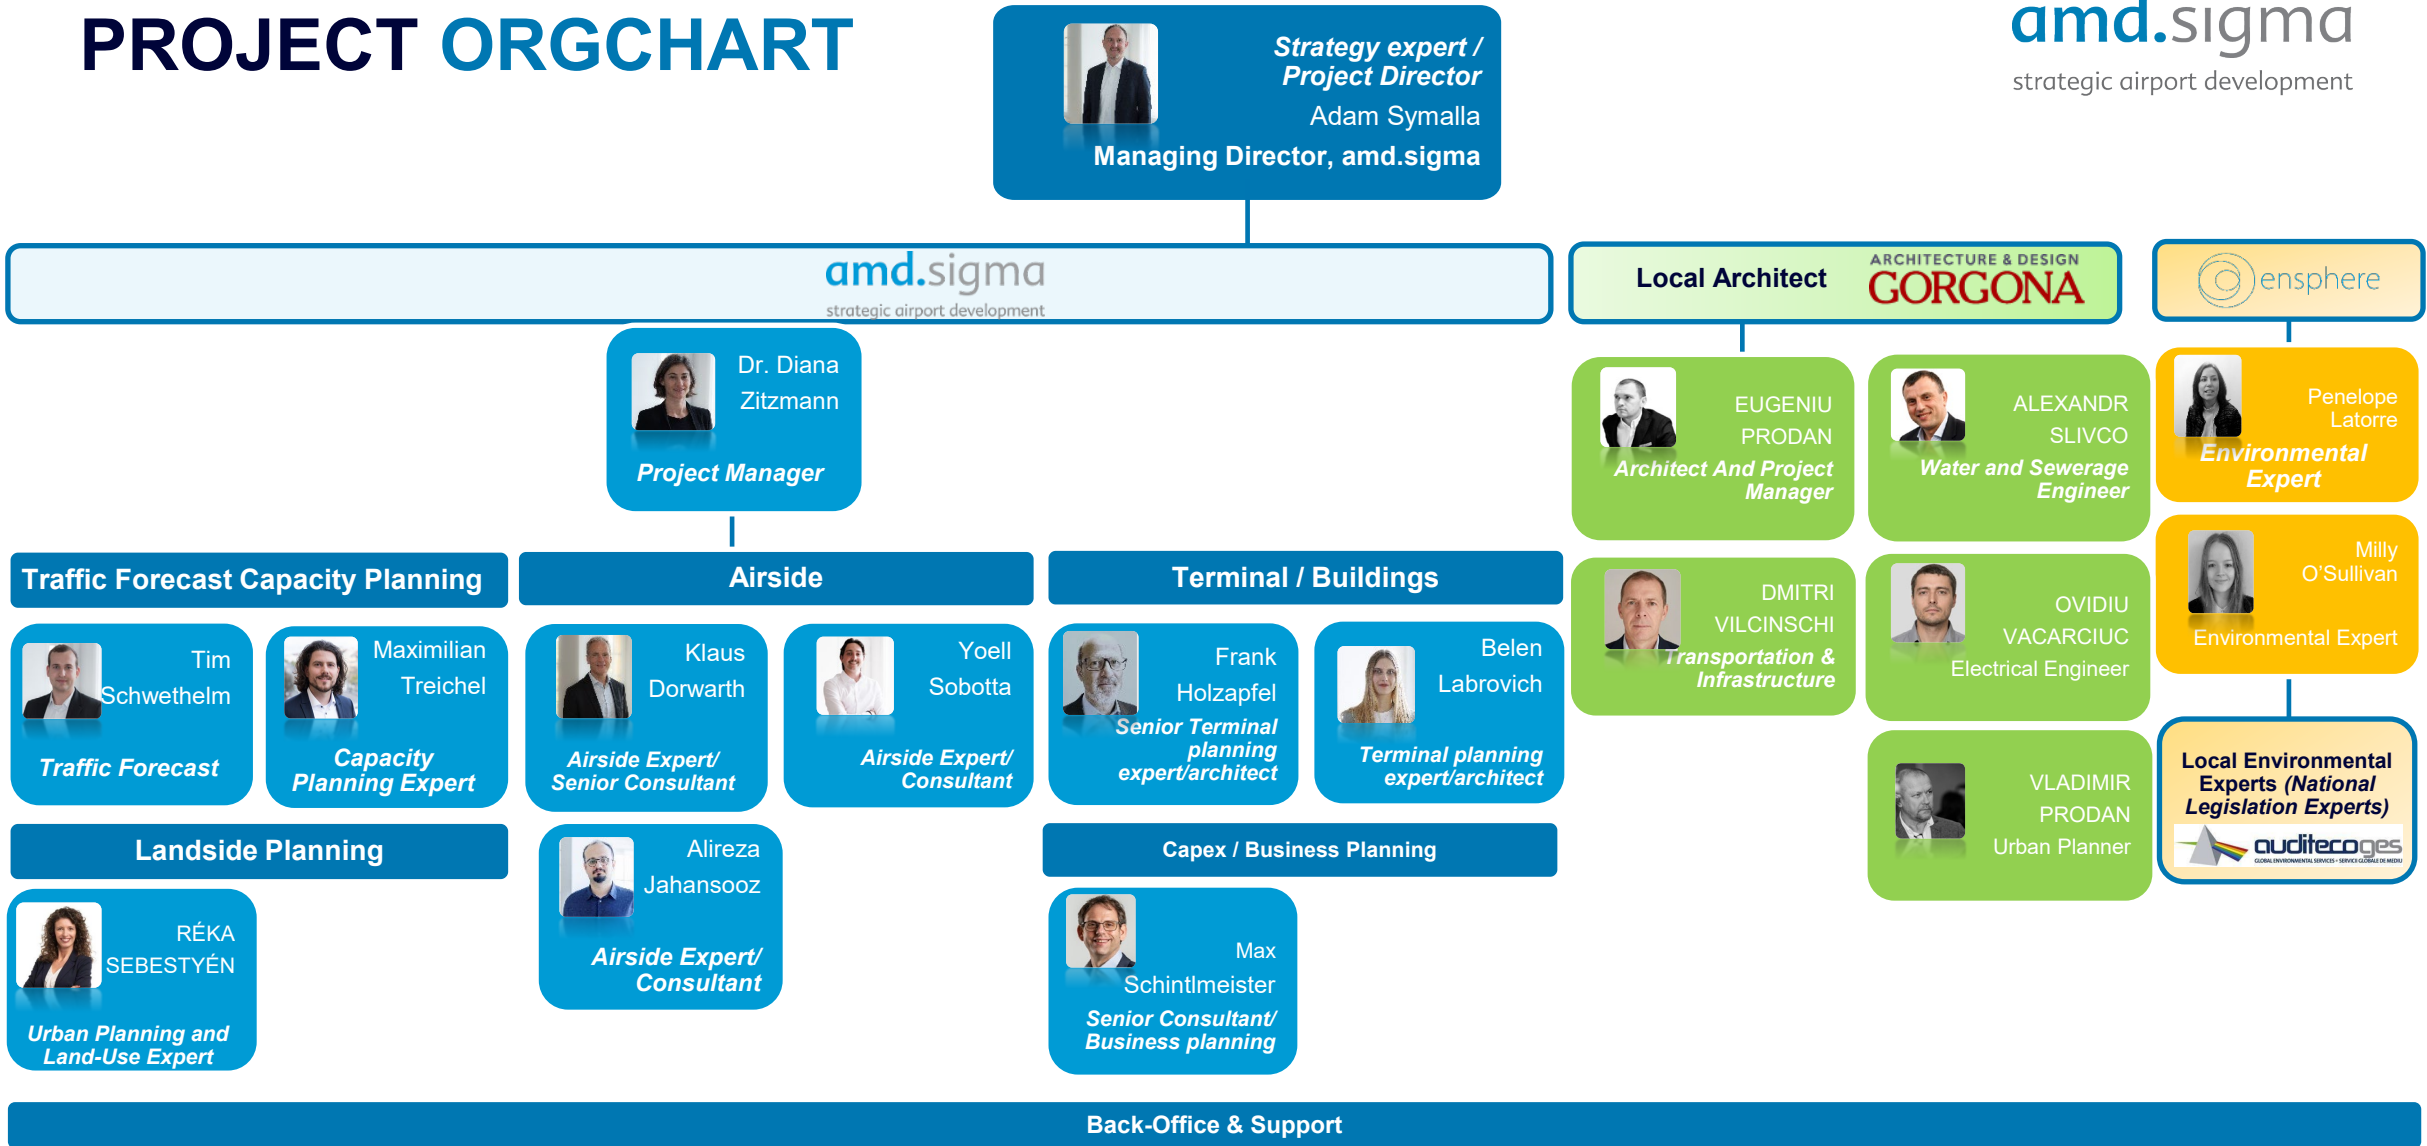 PROJECT ORGCHART
Strategy expert /
Project Director
Adam Symalla
Managing Director, amd.sigma
amd.sigma
strategic airport development
amd.sigma
strategic airport development
Local Architect
ARCHITECTURE & DESIGN
GORGONA
ensphere
Dr. Diana
Zitzmann
Project Manager
EUGENIU
PRODAN
Architect And Project
Manager
ALEXANDR
SLIVCO
Water and Sewerage
Engineer
Penelope
Latorre
Environmental
Expert
Traffic Forecast Capacity Planning
Airside
Terminal / Buildings
DMITRI
VILCINSCHI
Transportation &
Infrastructure
OVIDIU
VACARCIUC
Electrical Engineer
Milly
O'Sullivan
Environmental Expert
Tim
Schwethelm
Traffic Forecast
Maximilian
Treichel
Capacity
Planning Expert
Klaus
Dorwarth
Airside Expert/
Senior Consultant
Yoell
Sobotta
Airside Expert/
Consultant
Frank
Holzapfel
Senior Terminal
planning
expert/architect
Belen
Labrovich
Terminal planning
expert/architect
VLADIMIR
PRODAN
Urban Planner
Local Environmental
Experts (National
Legislation Experts)
auditecoges
GLOBAL ENVIRONMENTAL SERVICES - SERVICII GLOBALE DE MEDIU
Landside Planning
Capex / Business Planning
RÉKA
SEBESTYÉN
Urban Planning and
Land-Use Expert
Alireza
Jahansooz
Airside Expert/
Consultant
Max
Schintlmeister
Senior Consultant/
Business planning
Back-Office & Support